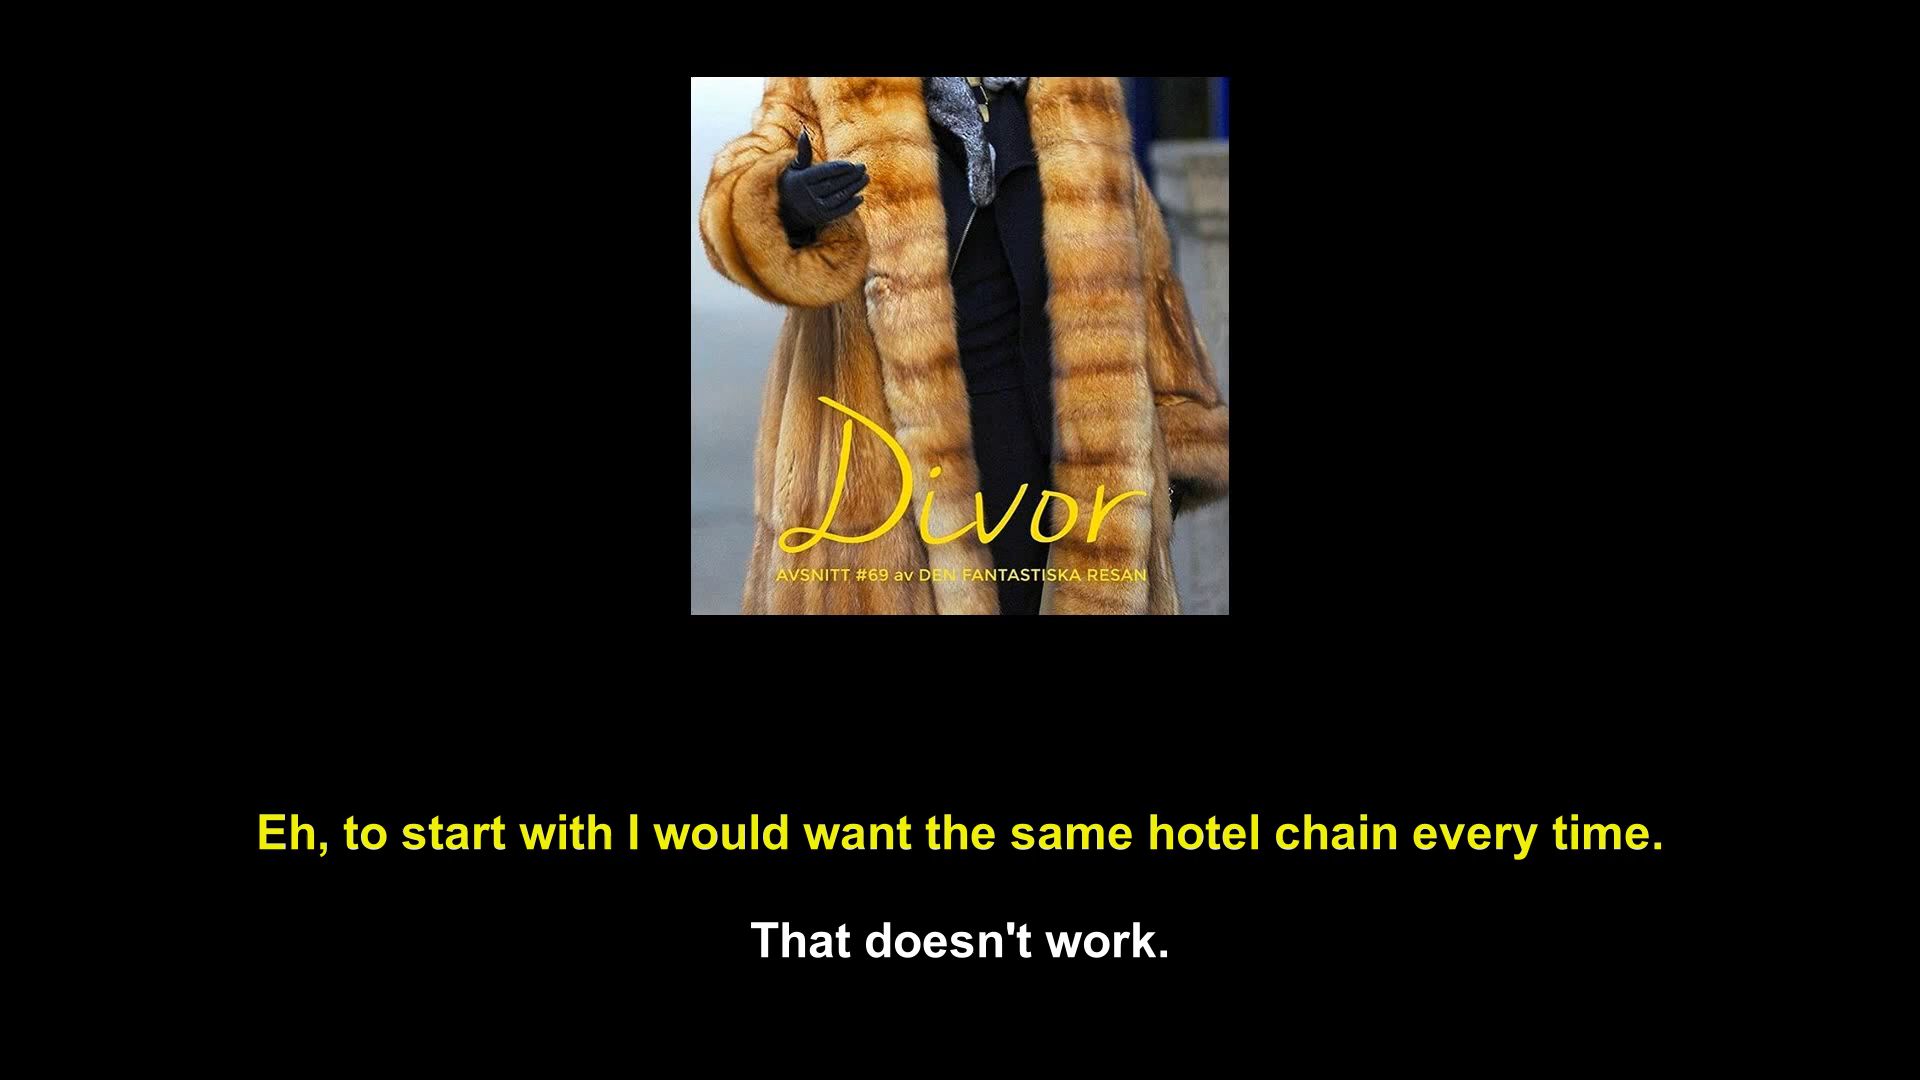 Divor
AVSNITT #69 av DEN FANTASTISKA RESAN
Eh, to start with I would want the same hotel chain every time.
That doesn't work.